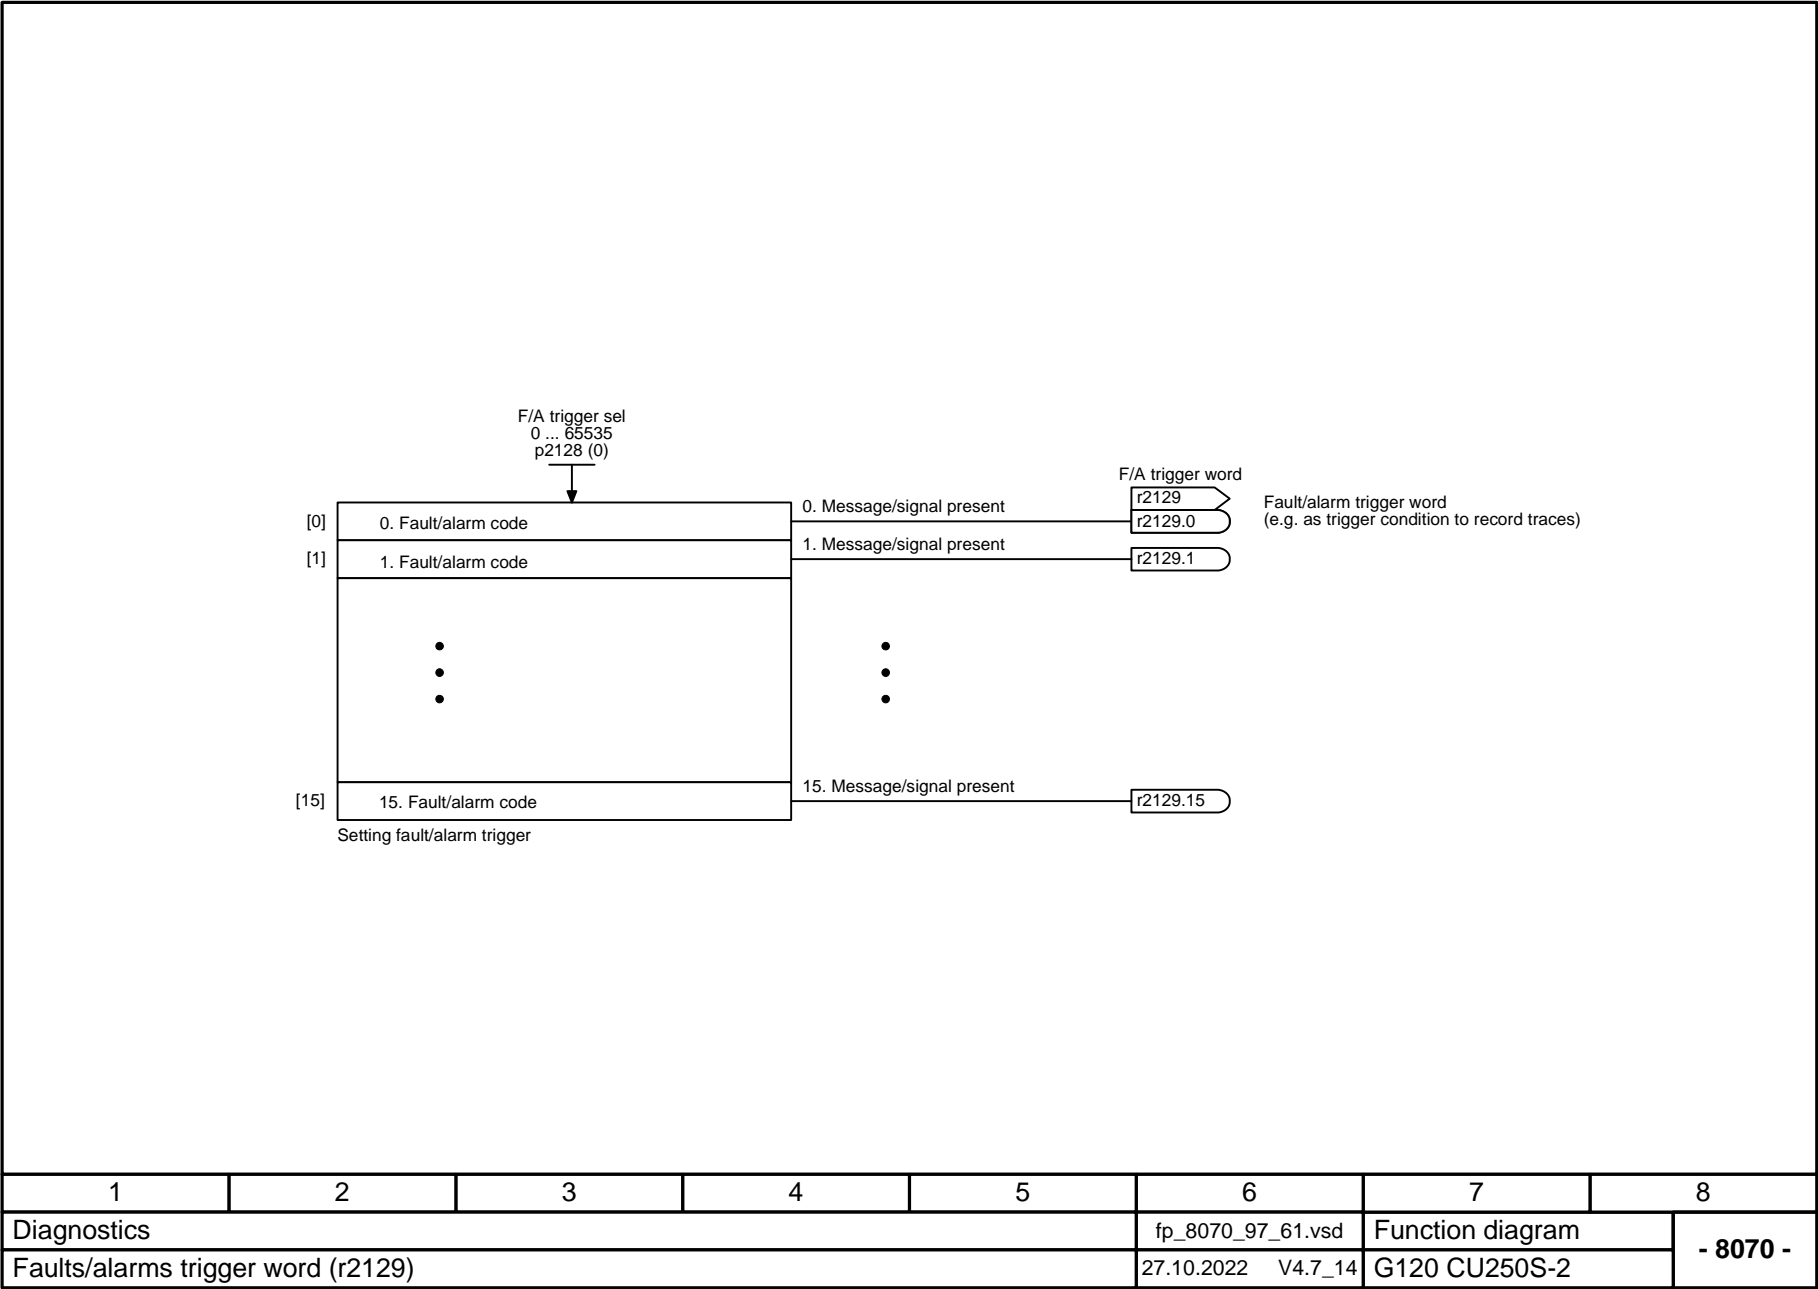 F/A trigger sel
0 ... 65535
p2128 (0)
F/A trigger word
r2129
Fault/alarm trigger word
(e.g. as trigger condition to record traces)
[0]
0. Fault/alarm code
0. Message/signal present
r2129.0
[1]
1. Fault/alarm code
1. Message/signal present
r2129.1
[15]
15. Fault/alarm code
15. Message/signal present
r2129.15
Setting fault/alarm trigger
1 2 3 4 5 6 7 8
Diagnostics
fp_8070_97_61.vsd
Function diagram
- 8070 -
Faults/alarms trigger word (r2129)
27.10.2022 V4.7_14
G120 CU250S-2